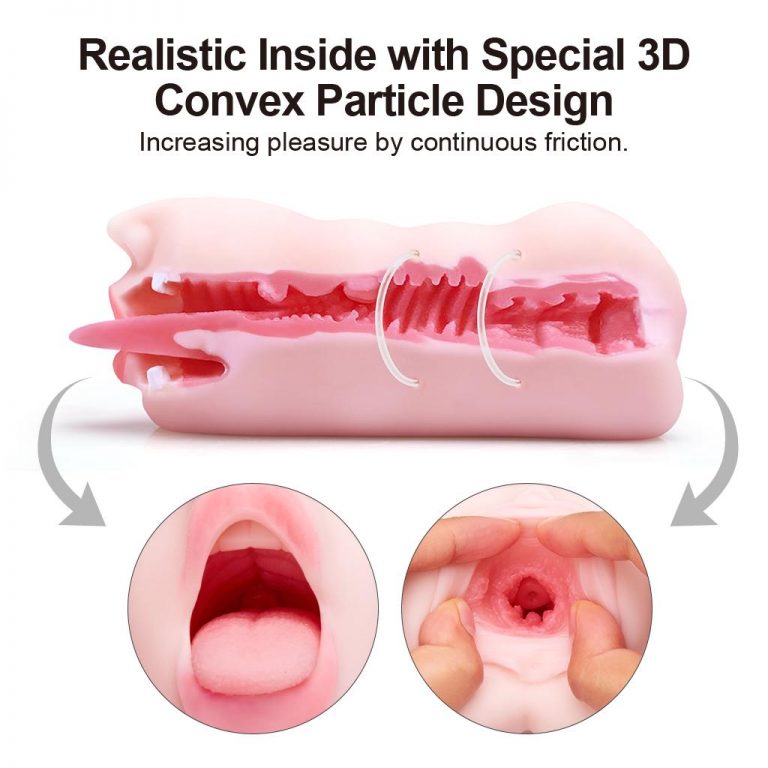 Realistic Inside with Special 3D
Convex Particle Design
Increasing pleasure by continuous friction.